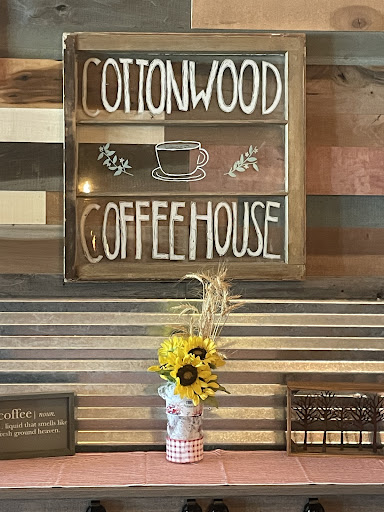 COTTONWOOD
COFFEEHOUSE
coffee| noun.
liquid that smells like
fresh ground heaven.